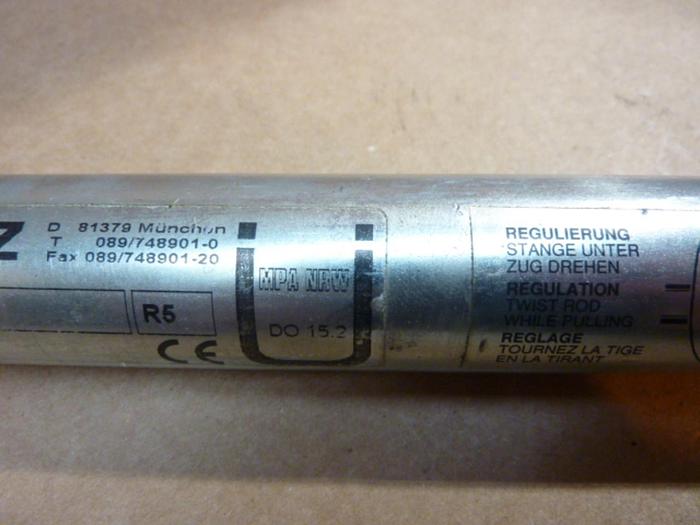 Z
D 81379 München
T 089/748901-0
Fax 089/748901-20
R5
CE
MPA NRW
DO 15.2
REGULIERUNG
STANGE UNTER
ZUG DREHEN
REGULATION
TWIST ROD
WHILE PULLING
REGLAGE
TOURNEZ LA TIGE
EN LA TIRANT